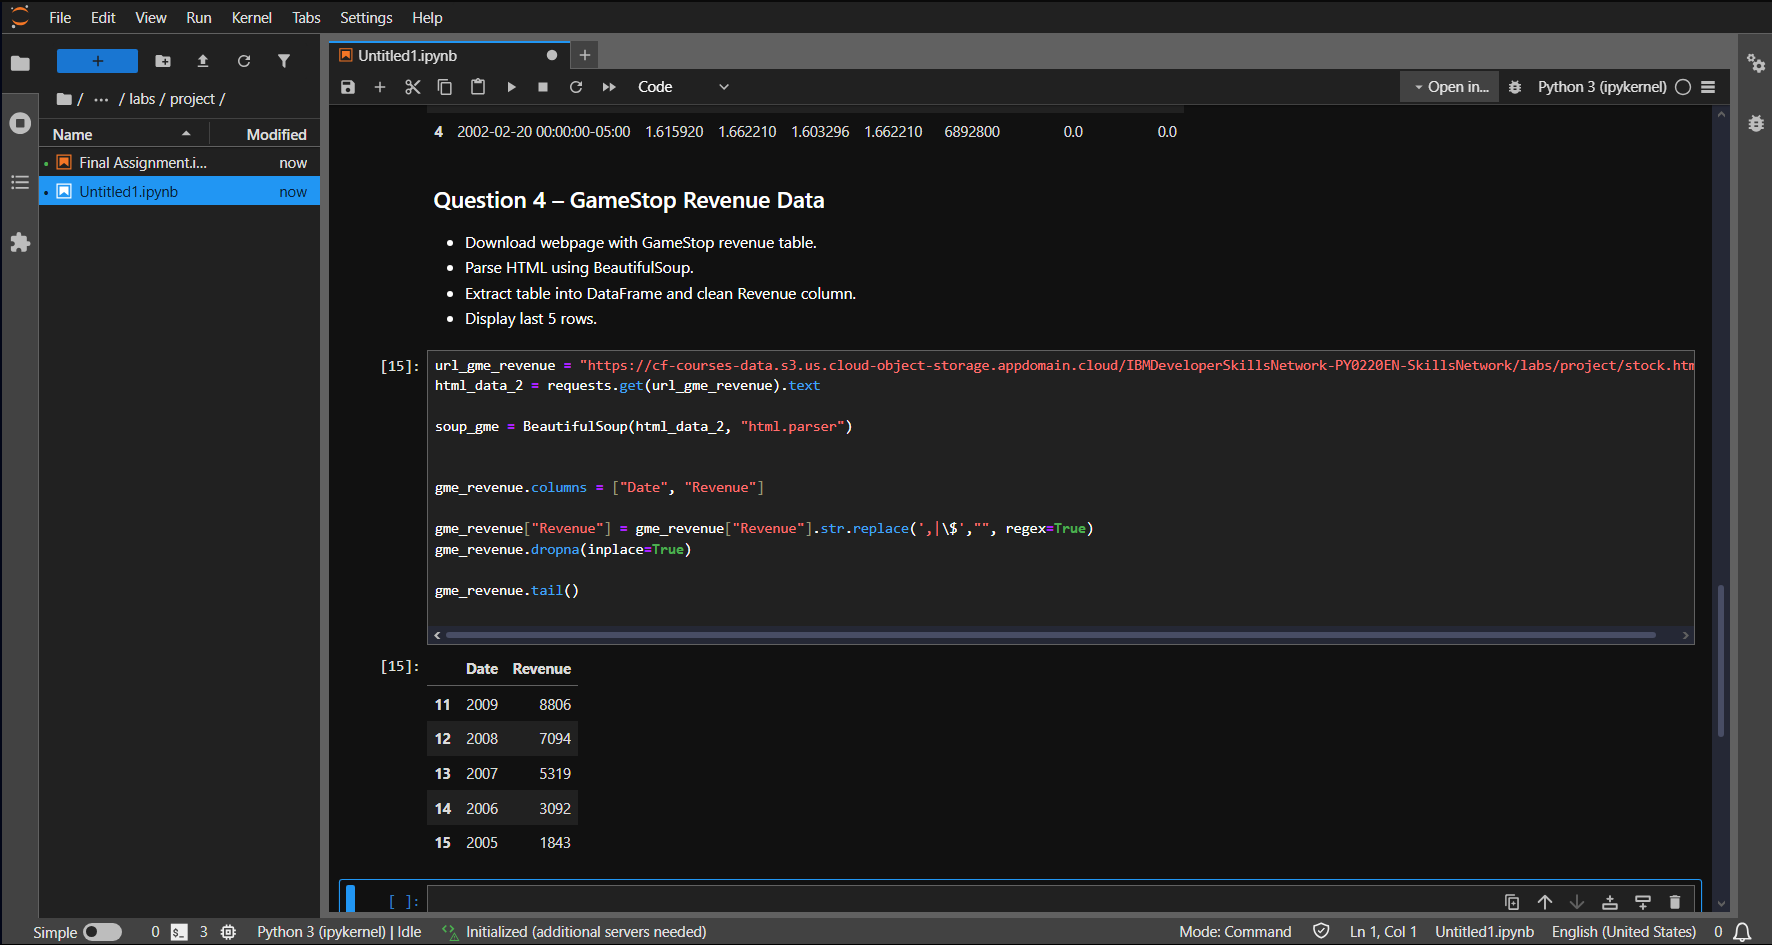 File Edit View Run Kernel Tabs Settings Help
+
/ ··· / labs / project /
Name Modified
Final Assignment.i... now
Untitled1.ipynb now
Untitled1.ipynb
+
Code
Open in...
Python 3 (ipykernel)
4 2002-02-20 00:00:00-05:00 1.615920 1.662210 1.603296 1.662210 6892800 0.0 0.0
Question 4 – GameStop Revenue Data
• Download webpage with GameStop revenue table.
• Parse HTML using BeautifulSoup.
• Extract table into DataFrame and clean Revenue column.
• Display last 5 rows.
[15]:
url_gme_revenue = "https://cf-courses-data.s3.us.cloud-object-storage.appdomain.cloud/IBMDeveloperSkillsNetwork-PY0220EN-SkillsNetwork/labs/project/stock.htm
html_data_2 = requests.get(url_gme_revenue).text
soup_gme = BeautifulSoup(html_data_2, "html.parser")
gme_revenue.columns = ["Date", "Revenue"]
gme_revenue["Revenue"] = gme_revenue["Revenue"].str.replace(',|\$',"", regex=True)
gme_revenue.dropna(inplace=True)
gme_revenue.tail()
[15]:
Date Revenue
11 2009 8806
12 2008 7094
13 2007 5319
14 2006 3092
15 2005 1843
[ ]:
Simple 0 $_ 3 Python 3 (ipykernel) | Idle Initialized (additional servers needed) Mode: Command Ln 1, Col 1 Untitled1.ipynb English (United States) 0